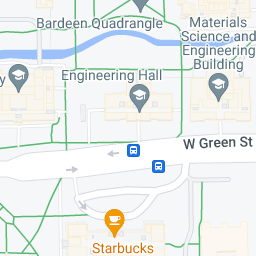 Bardeen Quadrangle
Materials
Science and
Engineering
Building
Engineering Hall
y
W Green St
Starbucks